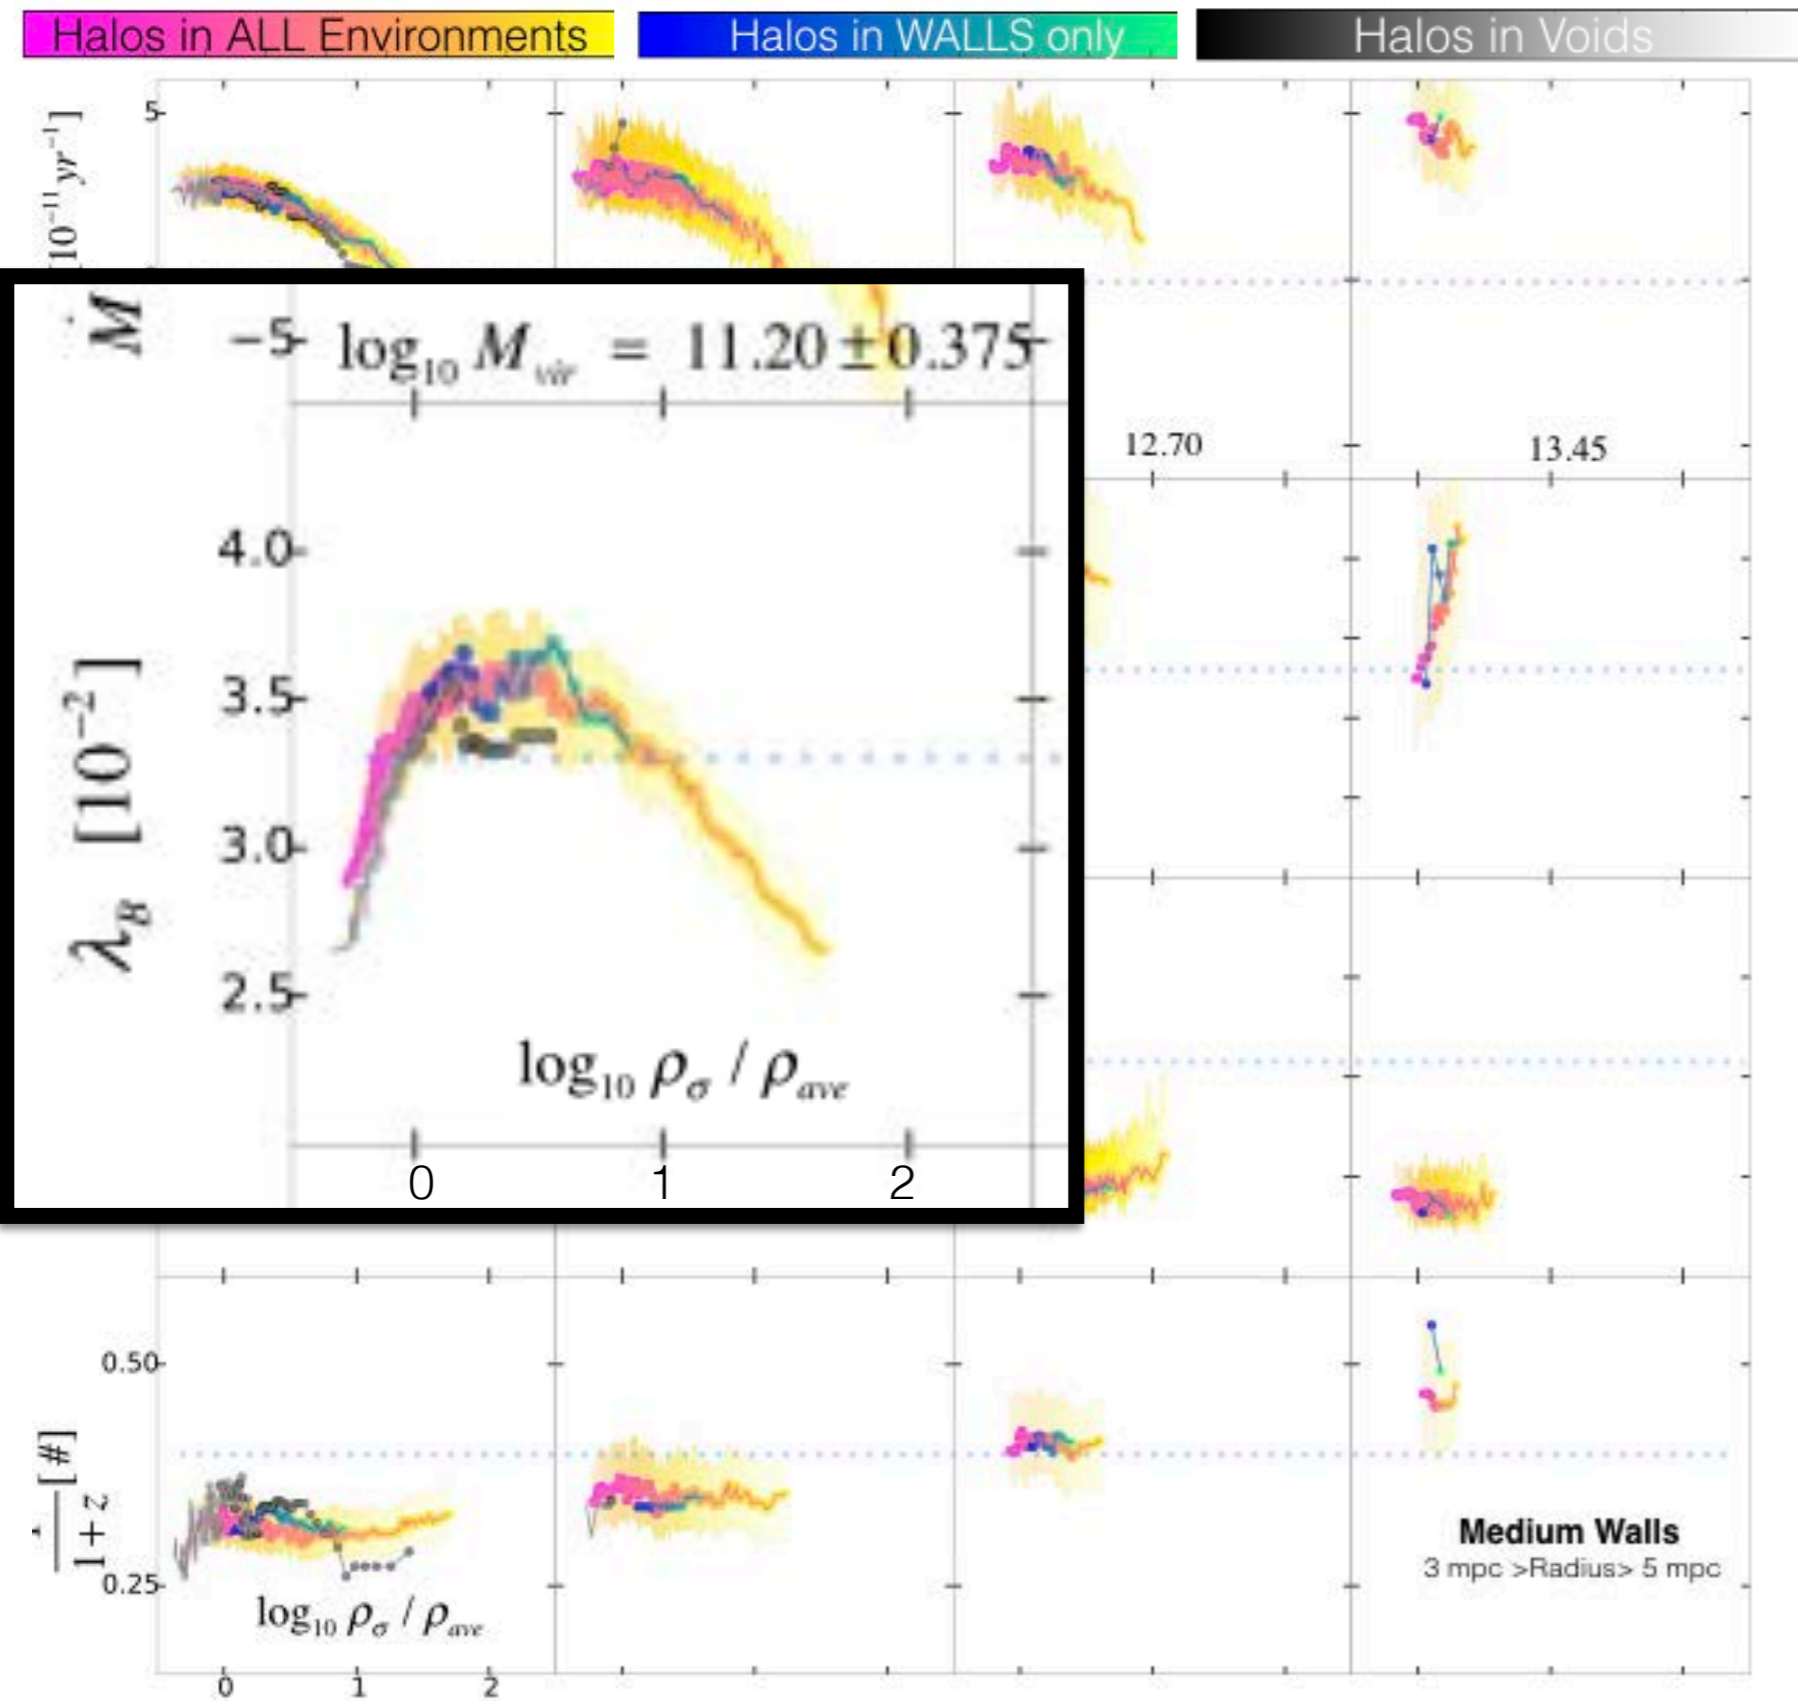 Halos in ALL Environments
Halos in WALLS only
Halos in Voids
5
[10⁻¹¹ yr⁻¹]
Ṁ
−5
log₁₀ M_vir = 11.20 ± 0.375
12.70
13.45
4.0
3.5
3.0
2.5
λ_B [10⁻²]
log₁₀ ρ_σ / ρ_ave
0 1 2
0.50
0.25
1 + z [#]
log₁₀ ρ_σ / ρ_ave
0 1 2
Medium Walls
3 mpc >Radius> 5 mpc